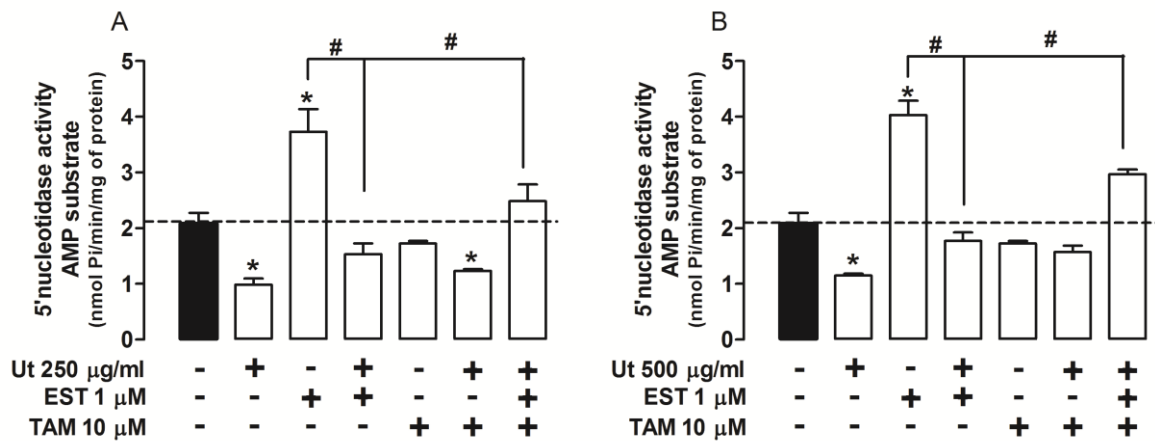 A
#
#
5
4
3
2
1
0
*
*
*
5'nucleotidase activity
AMP substrate
(nmol Pi/min/mg of protein)
Ut 250 μg/ml - + - + - + +
EST 1 μM - - + + - - +
TAM 10 μM - - - - + + +
B
#
#
5
4
3
2
1
0
*
*
5'nucleotidase activity
AMP substrate
(nmol Pi/min/mg of protein)
Ut 500 μg/ml - + - + - + +
EST 1 μM - - + + - - +
TAM 10 μM - - - - + + +